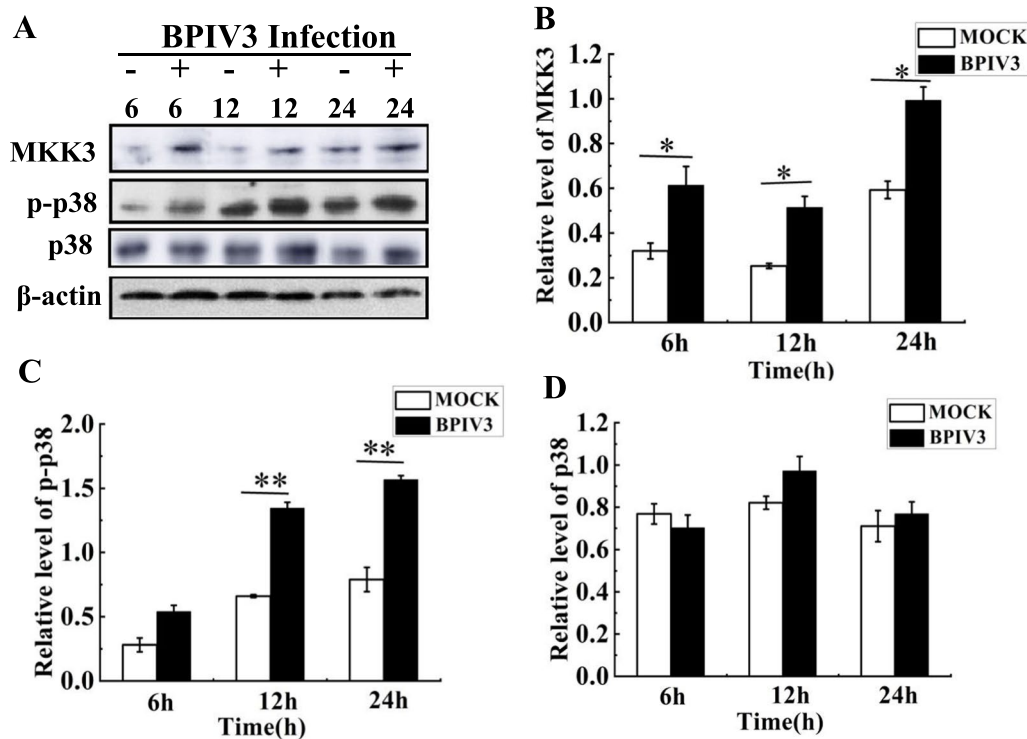 A
BPIV3 Infection
- + - + - +
6 6 12 12 24 24
MKK3
p-p38
p38
β-actin
B
MOCK
BPIV3
Relative level of MKK3
1.2
1.0
0.8
0.6
0.4
0.2
0.0
* * *
6h 12h 24h
Time(h)
C
MOCK
BPIV3
Relative level of p-p38
2.0
1.5
1.0
0.5
0.0
** **
6h 12h 24h
Time(h)
D
MOCK
BPIV3
Relative level of p38
1.2
1.0
0.8
0.6
0.4
0.2
0.0
6h 12h 24h
Time(h)